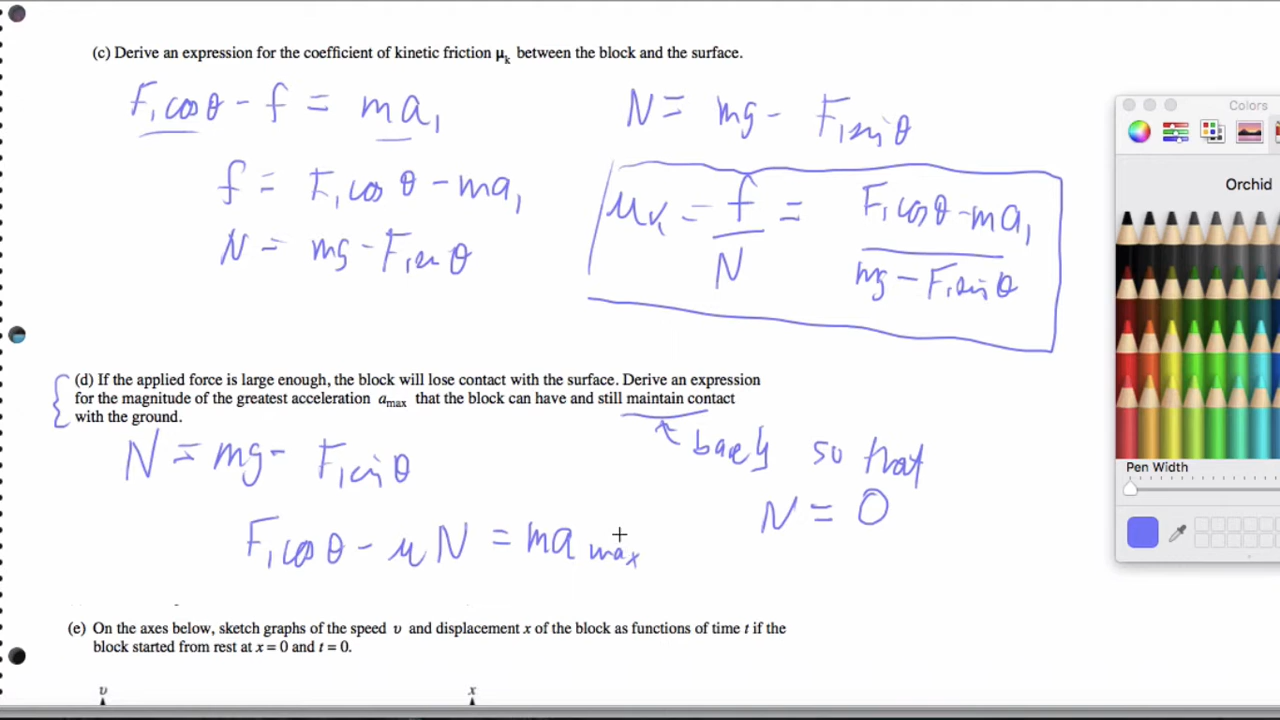 (c) Derive an expression for the coefficient of kinetic friction μk between the block and the surface.
F₁cosθ - f = ma₁
f = F₁cosθ - ma₁
N = mg - F₁sinθ
N = mg - F₁sinθ
μk = f/N = (F₁cosθ - ma₁)/(mg - F₁sinθ)
(d) If the applied force is large enough, the block will lose contact with the surface. Derive an expression
for the magnitude of the greatest acceleration amax that the block can have and still maintain contact
with the ground.
barely so that
N = 0
N = mg - F₁sinθ
F₁cosθ - μN = ma max
(e) On the axes below, sketch graphs of the speed υ and displacement x of the block as functions of time t if the
block started from rest at x = 0 and t = 0.
υ
x
Colors
Orchid
Pen Width